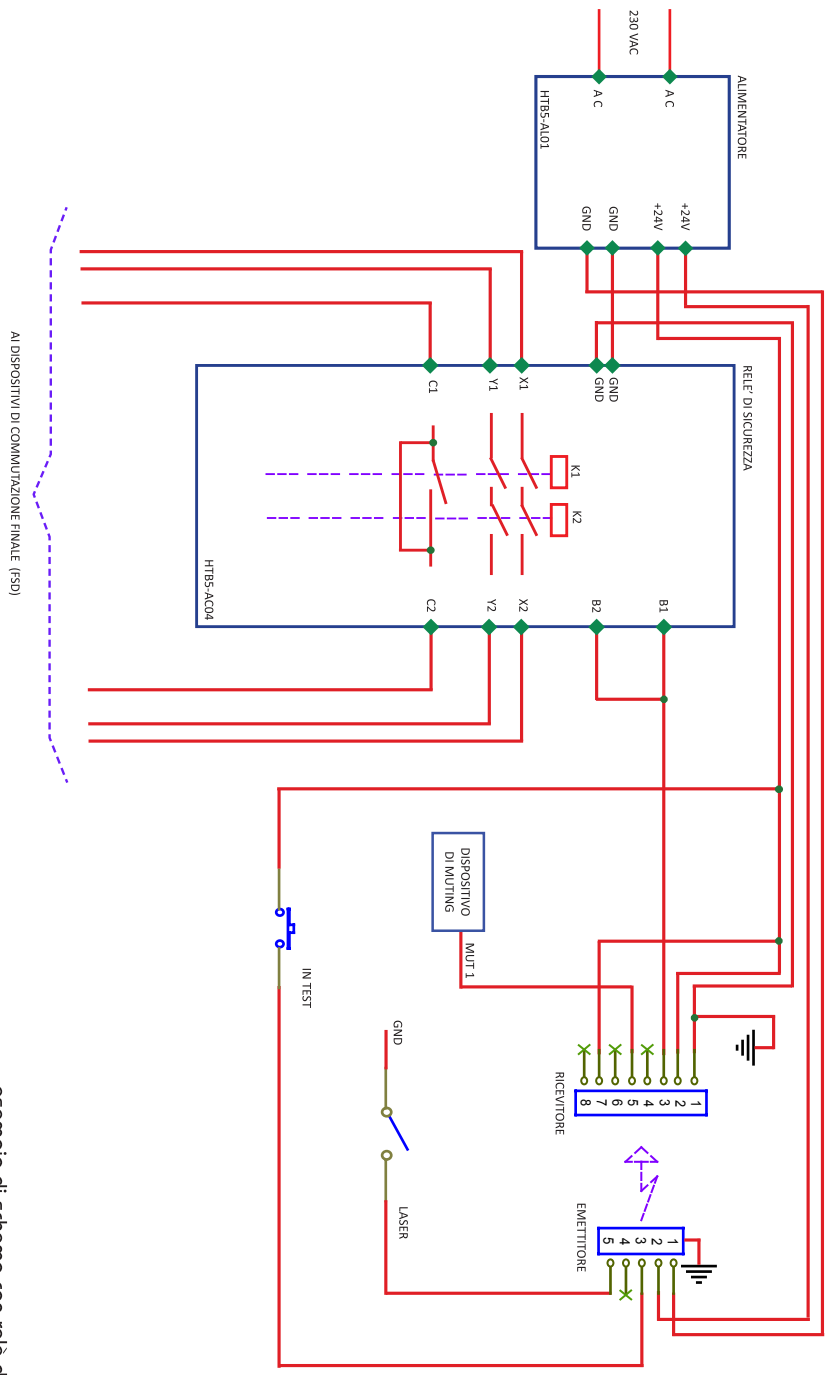 230 VAC
ALIMENTATORE
A C
A C
HTB5-AL01
+24V
+24V
GND
GND
RELE' DI SICUREZZA
GND
GND
X1
Y1
C1
K1
K2
B1
B2
X2
Y2
C2
HTB5-AC04
AI DISPOSITIVI DI COMMUTAZIONE FINALE (FSD)
DISPOSITIVO
DI MUTING
MUT 1
IN TEST
GND
LASER
RICEVITORE
1
2
3
4
5
6
7
8
EMETTITORE
1
2
3
4
5